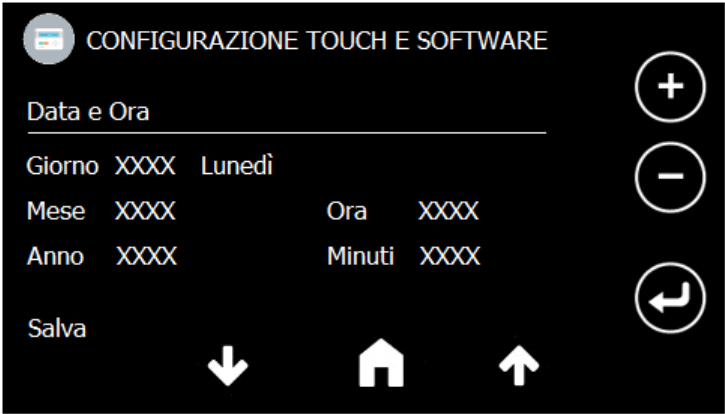 CONFIGURAZIONE TOUCH E SOFTWARE
Data e Ora
Giorno XXXX Lunedì
Mese XXXX Ora XXXX
Anno XXXX Minuti XXXX
Salva